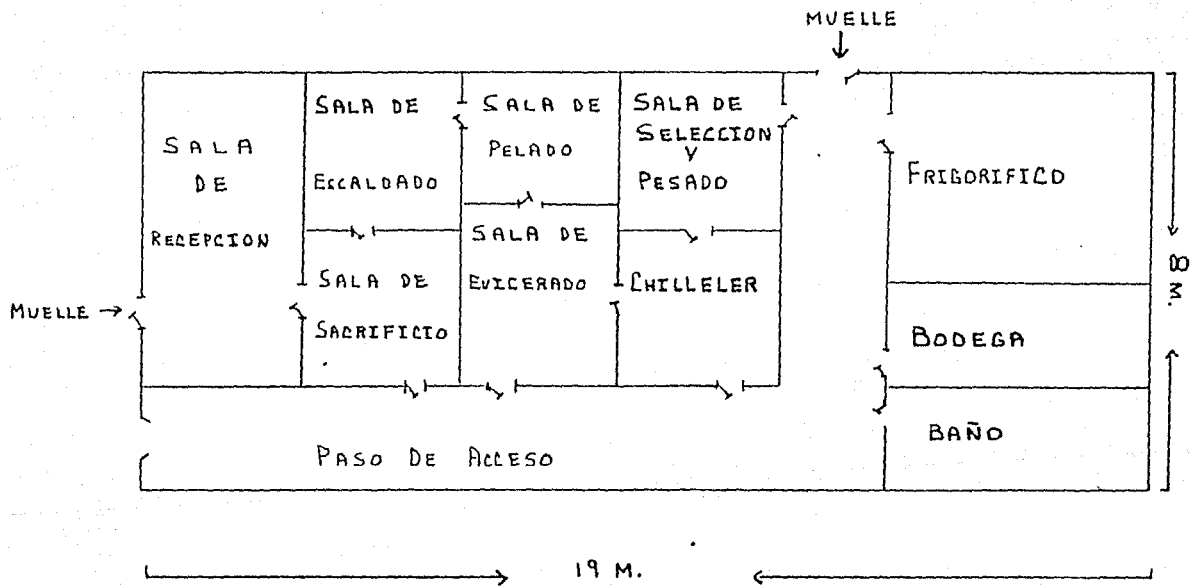 MUELLE
SALA
DE
RECEPCION
SALA DE
ESCALDADO
SALA DE
PELADO
SALA DE
SELECCION
Y
PESADO
FRIGORIFICO
SALA DE
SACRIFICIO
SALA DE
EVICERADO
CHILLELER
MUELLE →
BODEGA
BAÑO
PASO DE ACCESO
8 M.
19 M.